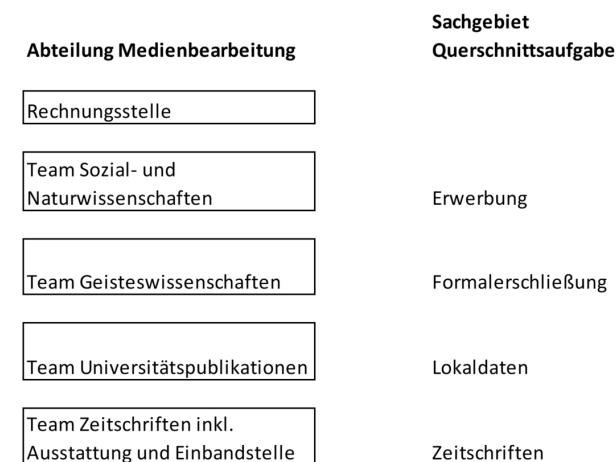 Sachgebiet
Abteilung Medienbearbeitung Querschnittsaufgabe
Rechnungsstelle
Team Sozial- und
Naturwissenschaften Erwerbung
Team Geisteswissenschaften Formalerschließung
Team Universitätspublikationen Lokaldaten
Team Zeitschriften inkl.
Ausstattung und Einbandstelle Zeitschriften